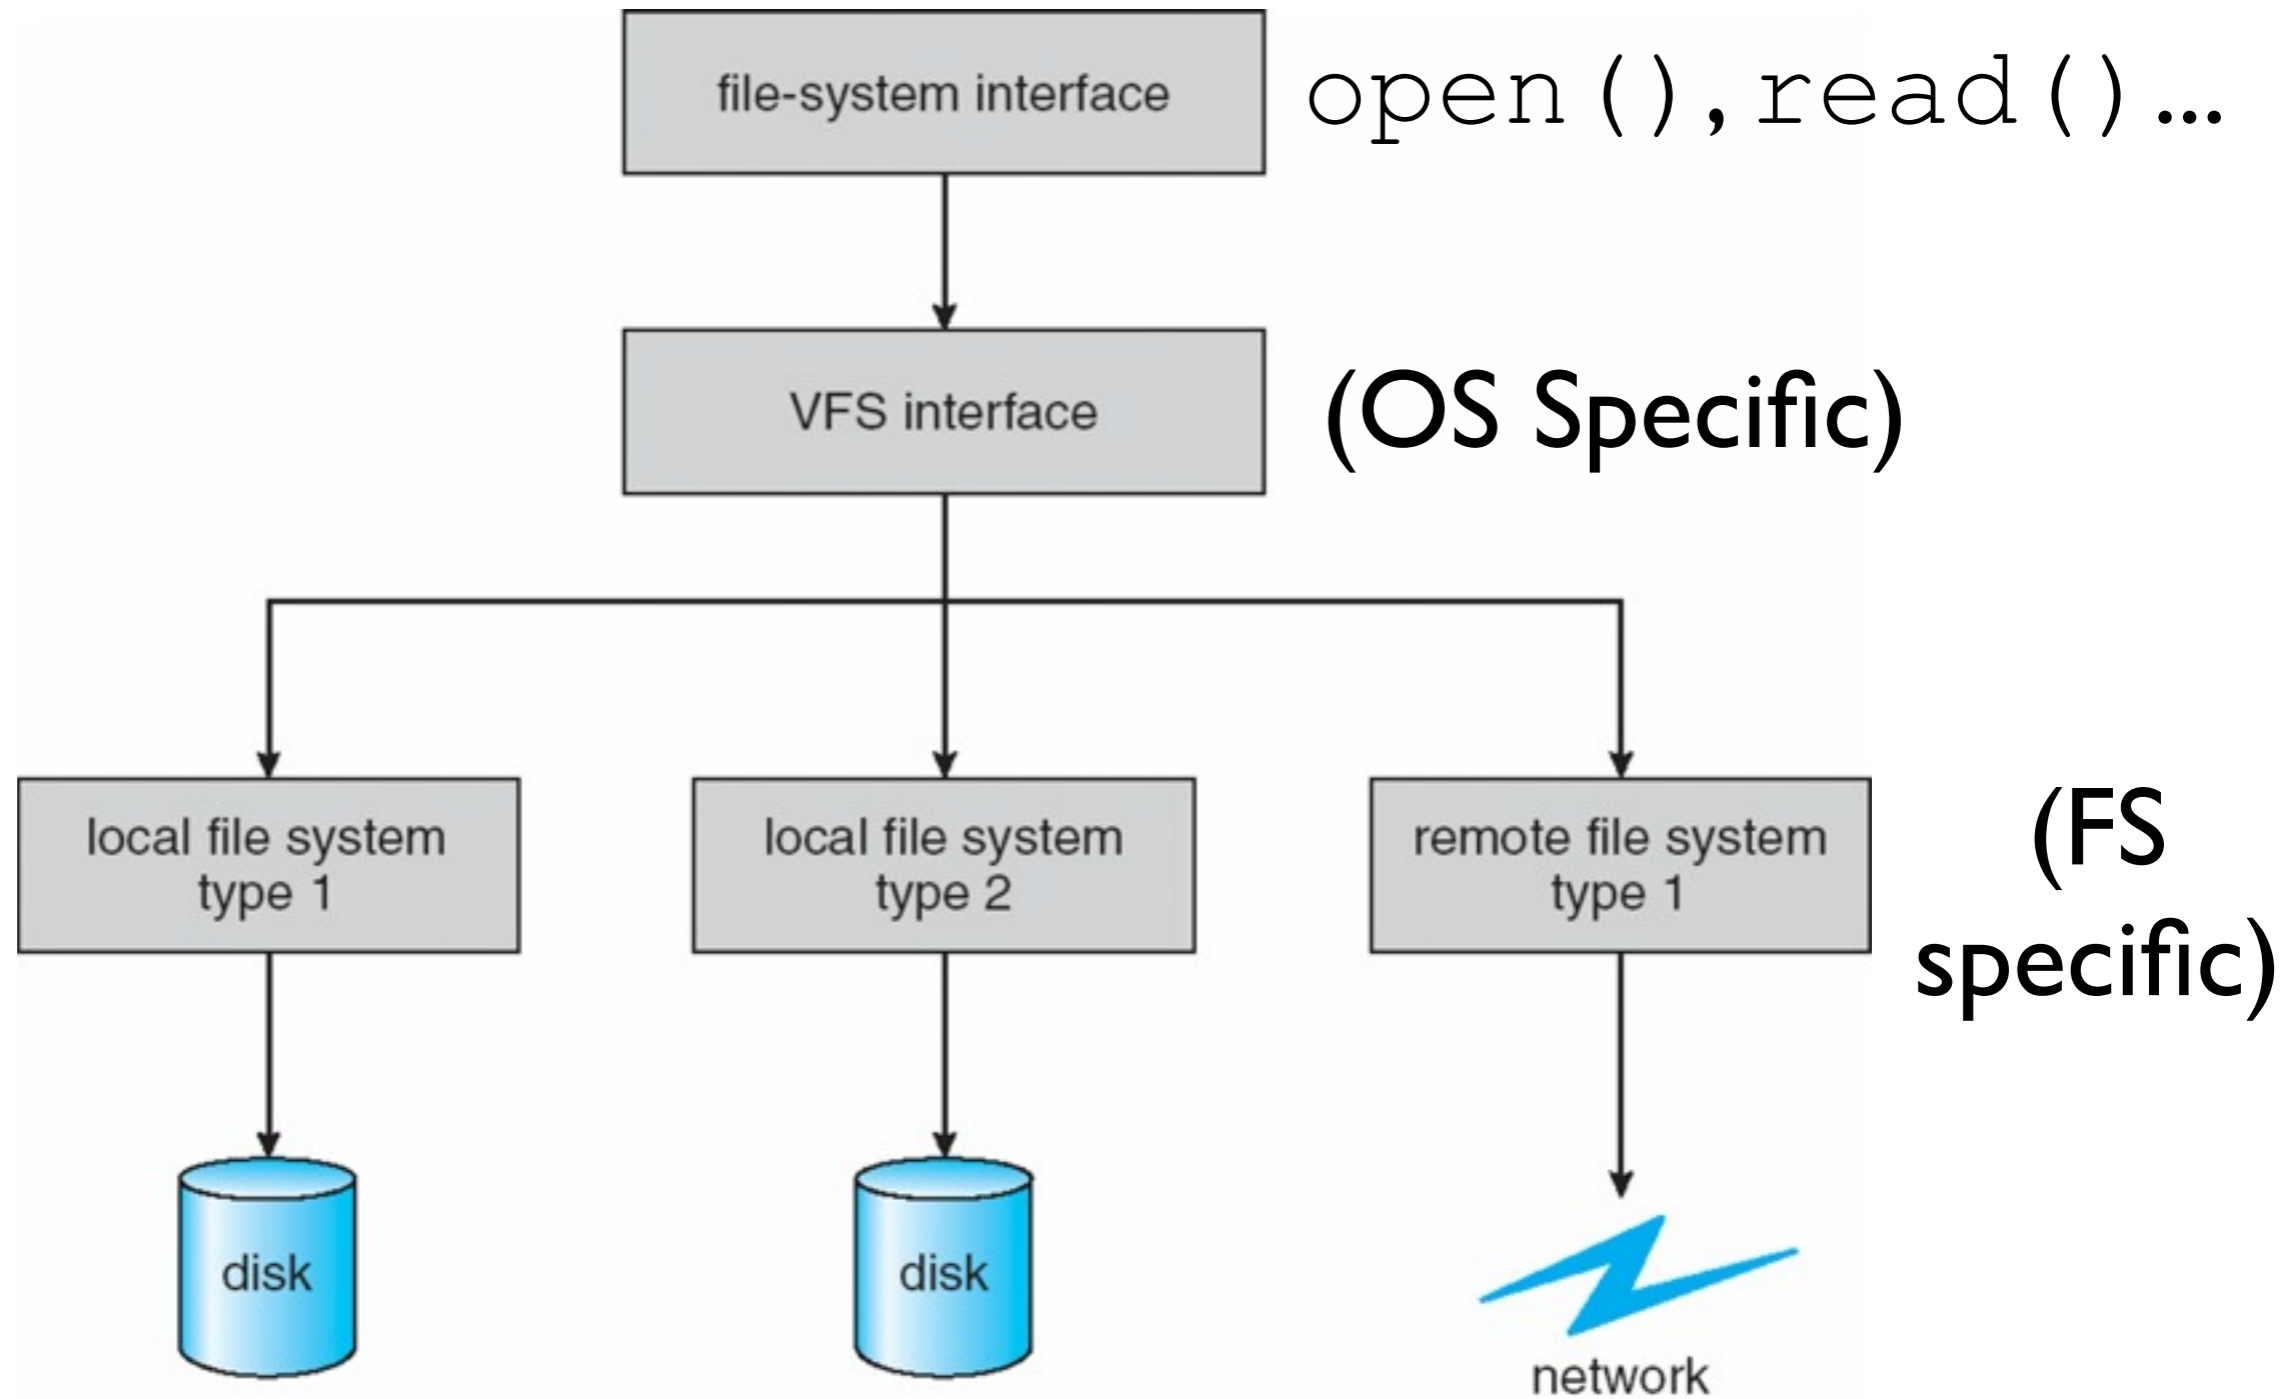 file-system interface
open(),read()…
VFS interface
(OS Specific)
local file system
type 1
local file system
type 2
remote file system
type 1
(FS
specific)
disk
disk
network